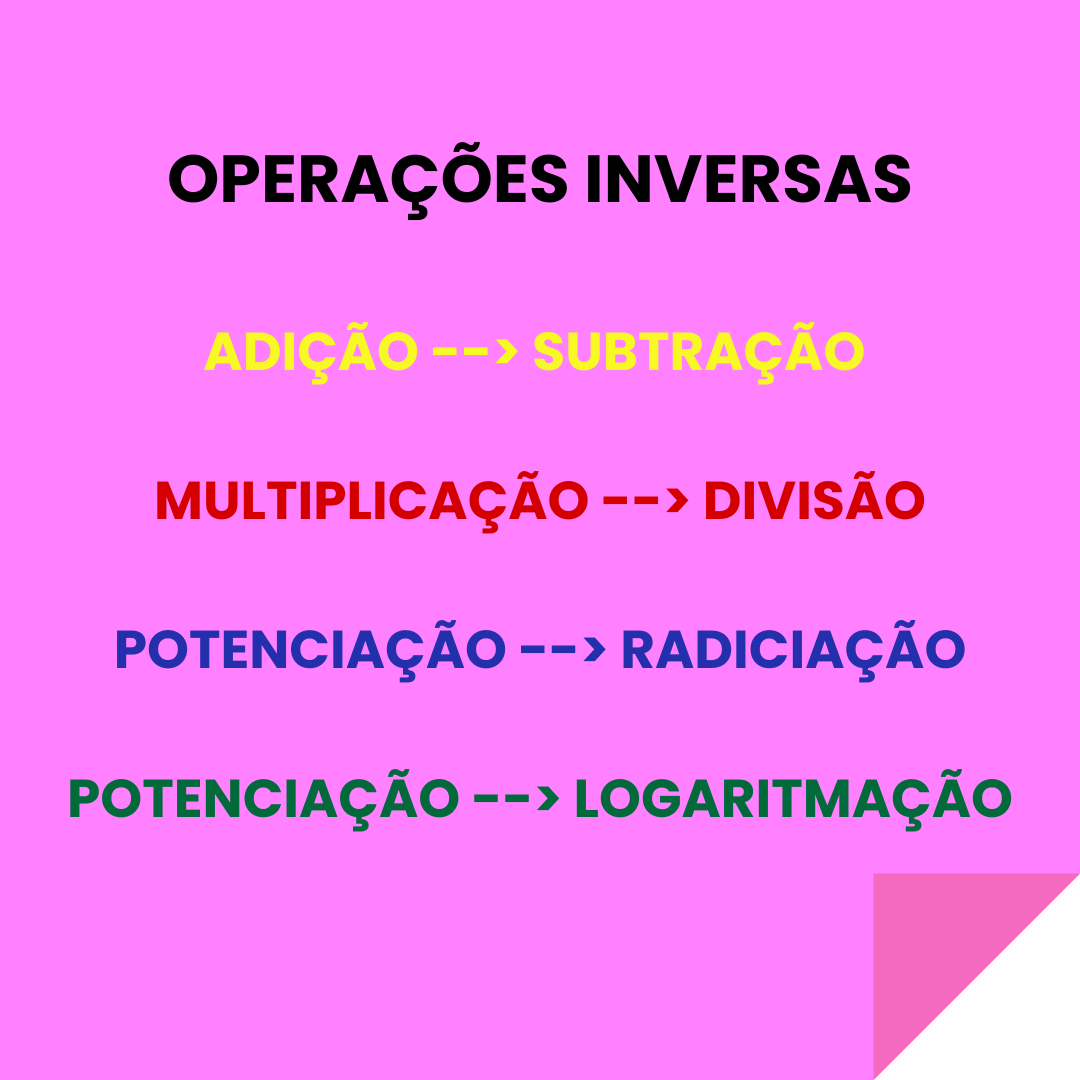 OPERAÇÕES INVERSAS
ADIÇÃO --> SUBTRAÇÃO
MULTIPLICAÇÃO --> DIVISÃO
POTENCIAÇÃO --> RADICIAÇÃO
POTENCIAÇÃO --> LOGARITMAÇÃO